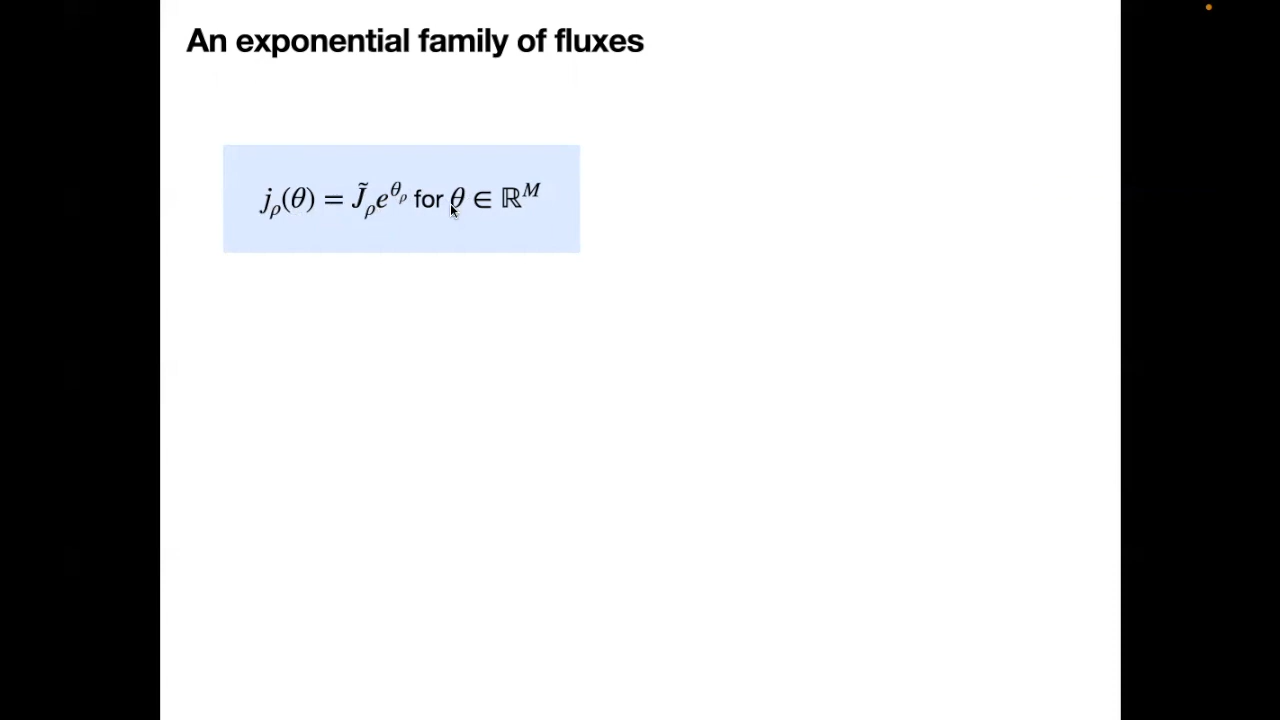 An exponential family of fluxes
j_ρ(θ) = J̃_ρ e^{θ_ρ} for θ ∈ ℝ^M